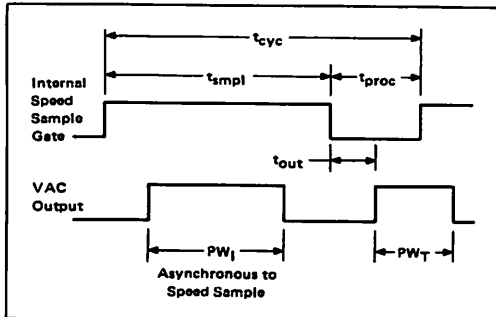 tcyc
tsmpl
tproc
Internal
Speed
Sample
Gate
tout
VAC
Output
PWI
PWT
Asynchronous to
Speed Sample